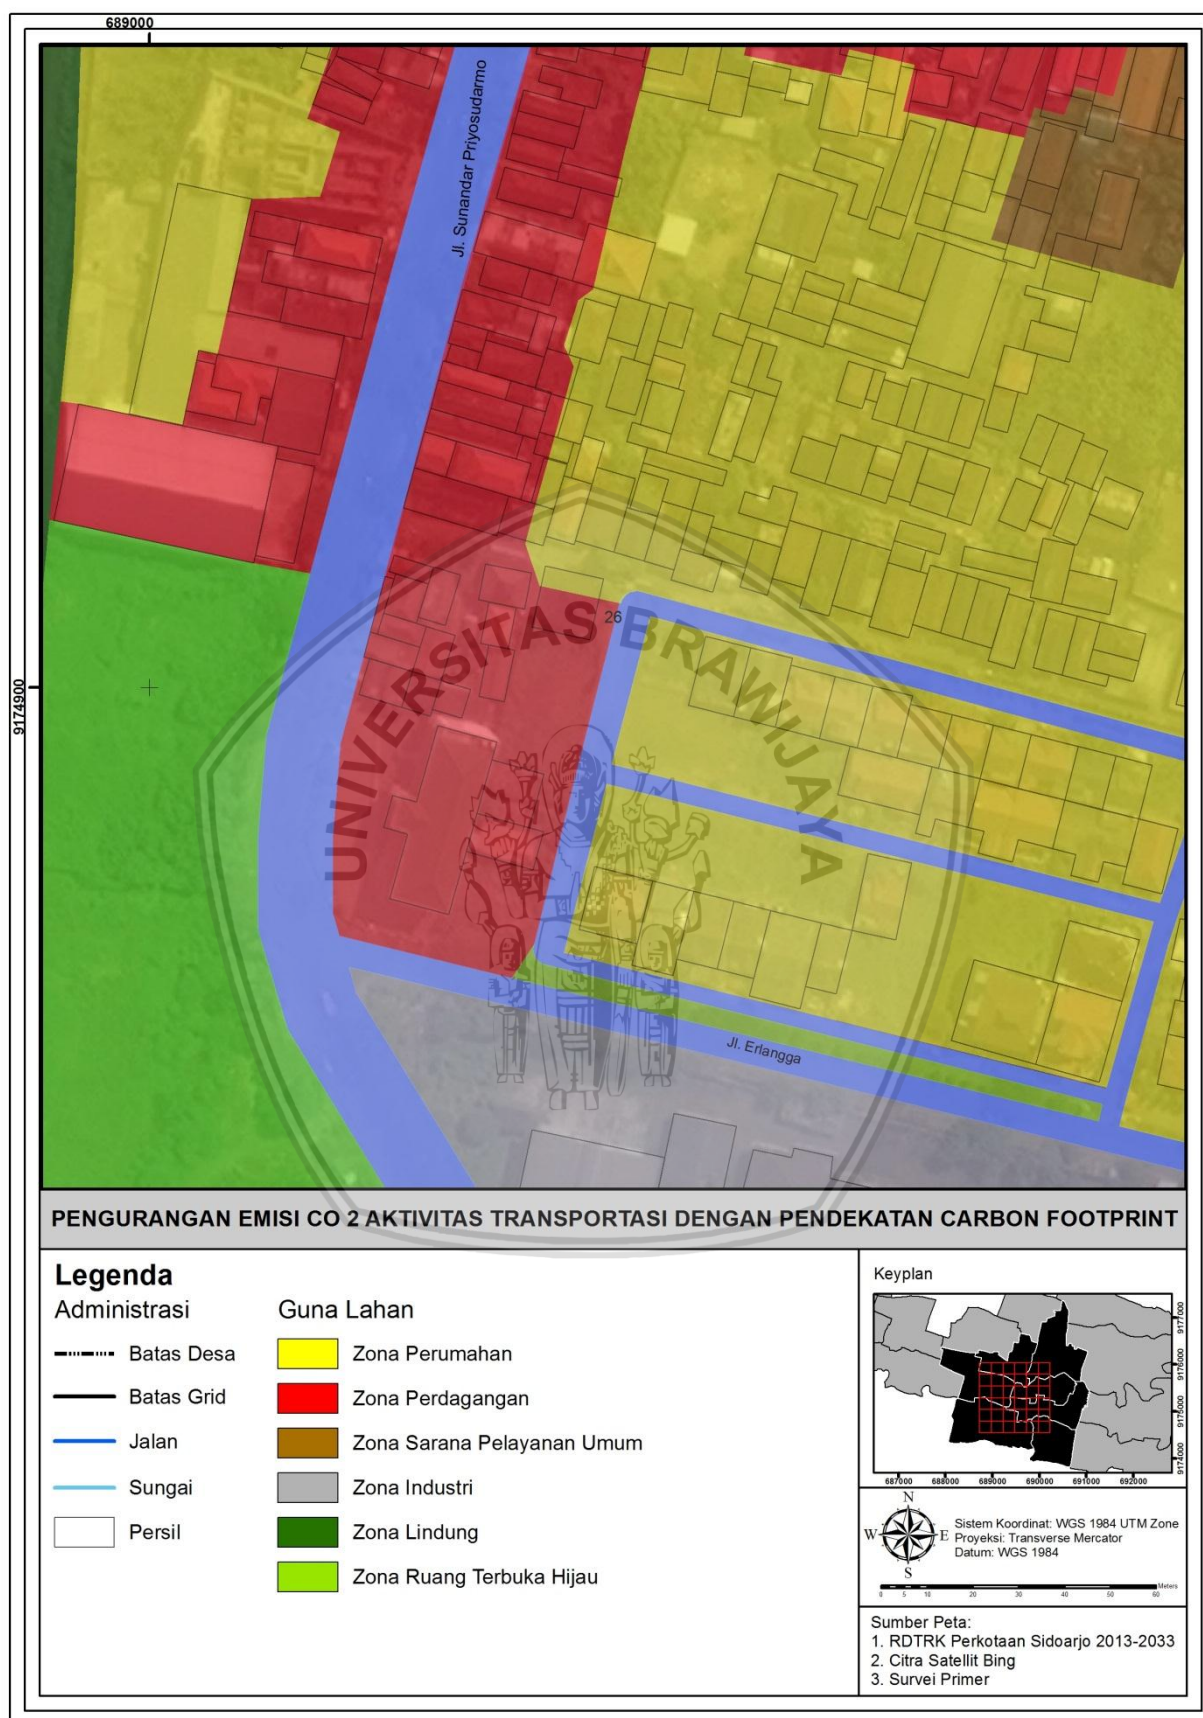 689000
Jl. Sunandar Priyosudarmo
26
UNIVERSITAS BRAWIJAYA
9174900
Jl. Erlangga
PENGURANGAN EMISI CO 2 AKTIVITAS TRANSPORTASI DENGAN PENDEKATAN CARBON FOOTPRINT
Legenda
Administrasi
Batas Desa
Batas Grid
Jalan
Sungai
Persil
Guna Lahan
Zona Perumahan
Zona Perdagangan
Zona Sarana Pelayanan Umum
Zona Industri
Zona Lindung
Zona Ruang Terbuka Hijau
Keyplan
9177000
9176000
9175000
9174000
687000 688000 689000 690000 691000 692000
N
W E
S
Sistem Koordinat: WGS 1984 UTM Zone
Proyeksi: Transverse Mercator
Datum: WGS 1984
Meters
0 5 10 20 30 40 50 60
Sumber Peta:
1. RDTRK Perkotaan Sidoarjo 2013-2033
2. Citra Satellit Bing
3. Survei Primer